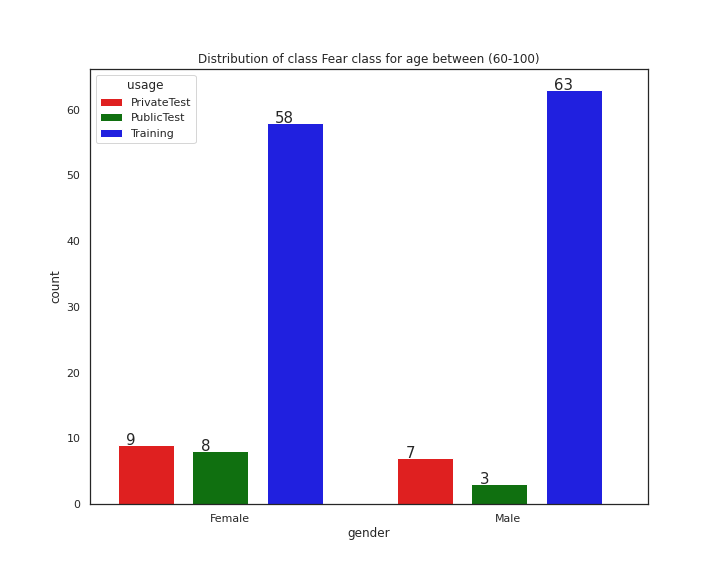 Distribution of class Fear class for age between (60-100)
usage
PrivateTest
PublicTest
Training
count
60
50
40
30
20
10
0
9
8
58
7
3
63
Female
Male
gender